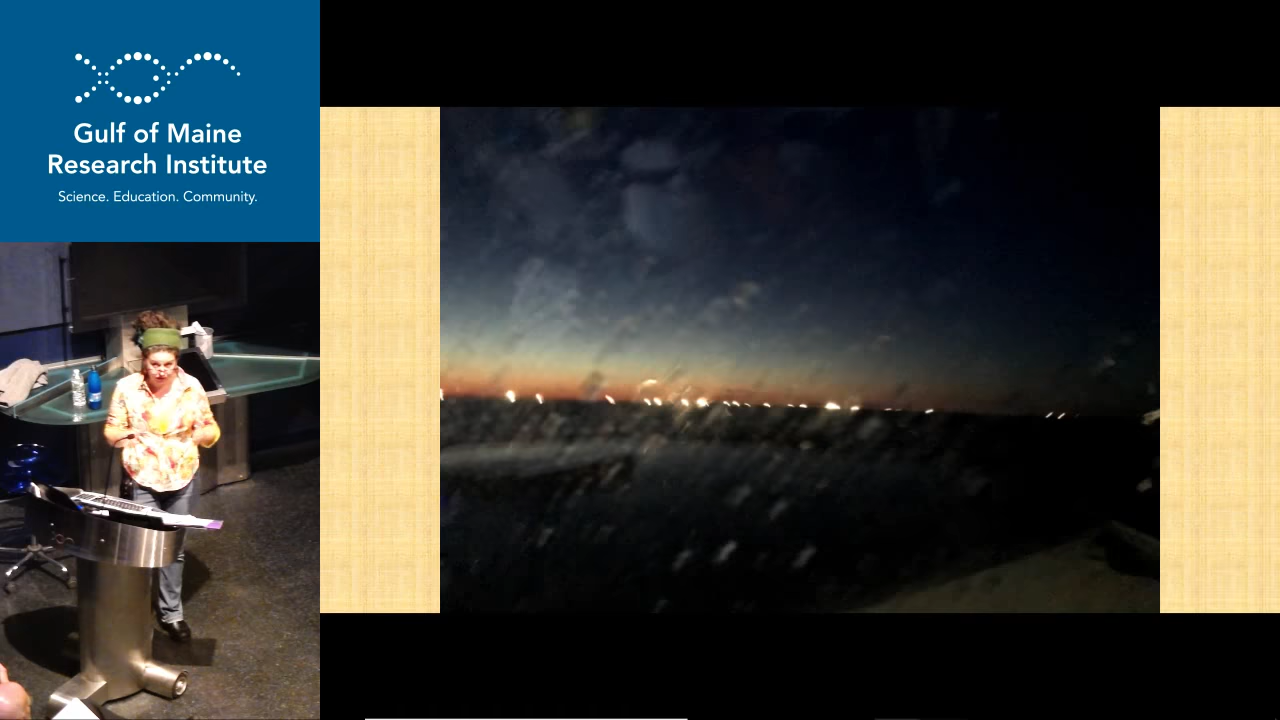 Gulf of Maine
Research Institute
Science. Education. Community.